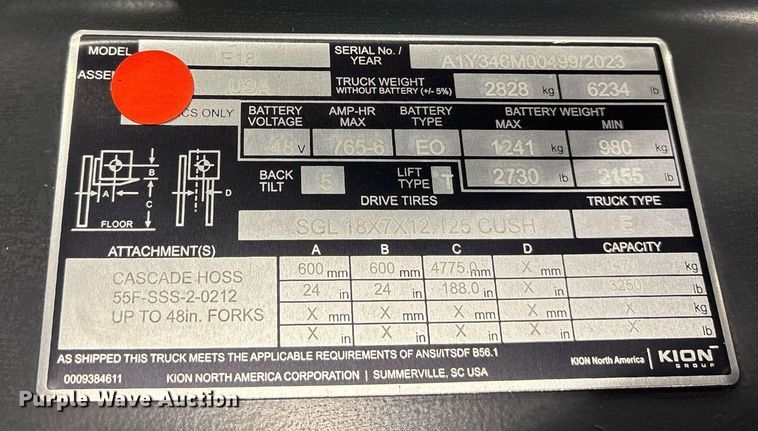 MODEL E18 SERIAL NO. / YEAR A1Y346M00499/2023
USA TRUCK WEIGHT WITHOUT BATTERY (+/- 5%) 2828 kg 6234 lb
CS ONLY BATTERY VOLTAGE AMP-HR MAX BATTERY TYPE BATTERY WEIGHT
MAX MIN
48 V 765-6 EO 1241 kg 980 kg
BACK TILT 5 LIFT TYPE T 2730 lb 2155 lb
A B C D
FLOOR
DRIVE TIRES TRUCK TYPE
SGL 18X7X12.125 CUSH E
ATTACHMENT(S) A B C D CAPACITY
CASCADE HOSS 600 mm 600 mm 4775.0 mm X mm kg
55F-SSS-2-0212 24 in 24 in 188.0 in X in 3250 lb
UP TO 48in. FORKS X mm X mm X mm X mm X kg
X in X in X in X in X lb
AS SHIPPED THIS TRUCK MEETS THE APPLICABLE REQUIREMENTS OF ANSI/ITSDF B56.1
0009384611 KION NORTH AMERICA CORPORATION | SUMMERVILLE, SC USA
KION North America | KION GROUP
Purple Wave Auction